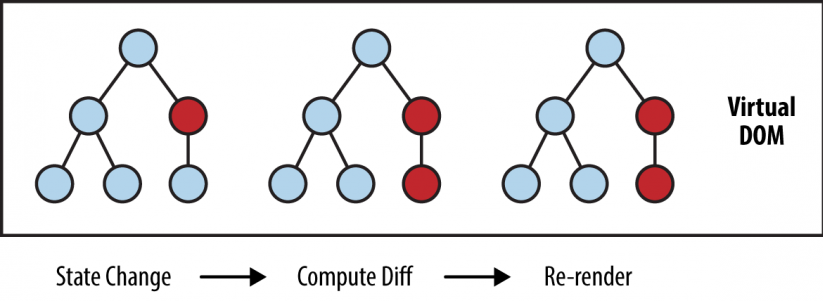 Virtual
DOM
State Change
Compute Diff
Re-render